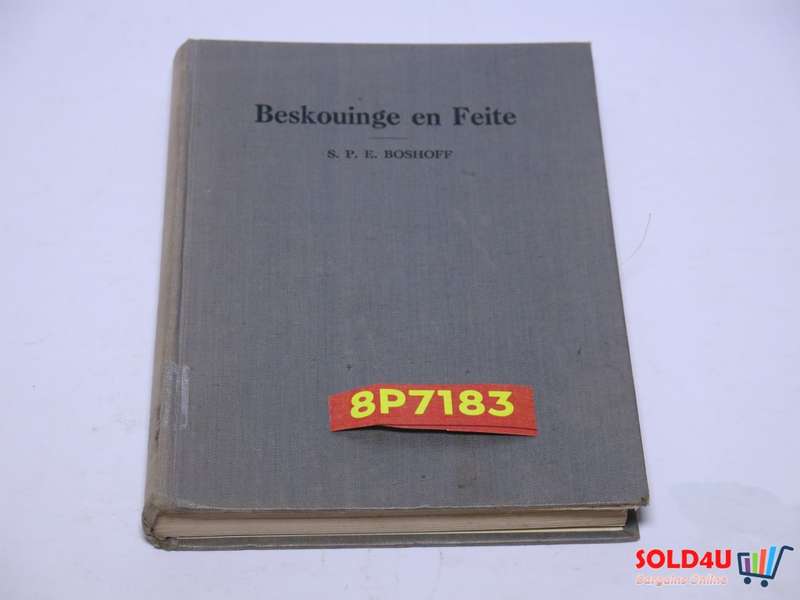 Beskouinge en Feite
S. P. E. BOSHOFF
8P7183
SOLD4U
Bargains Online